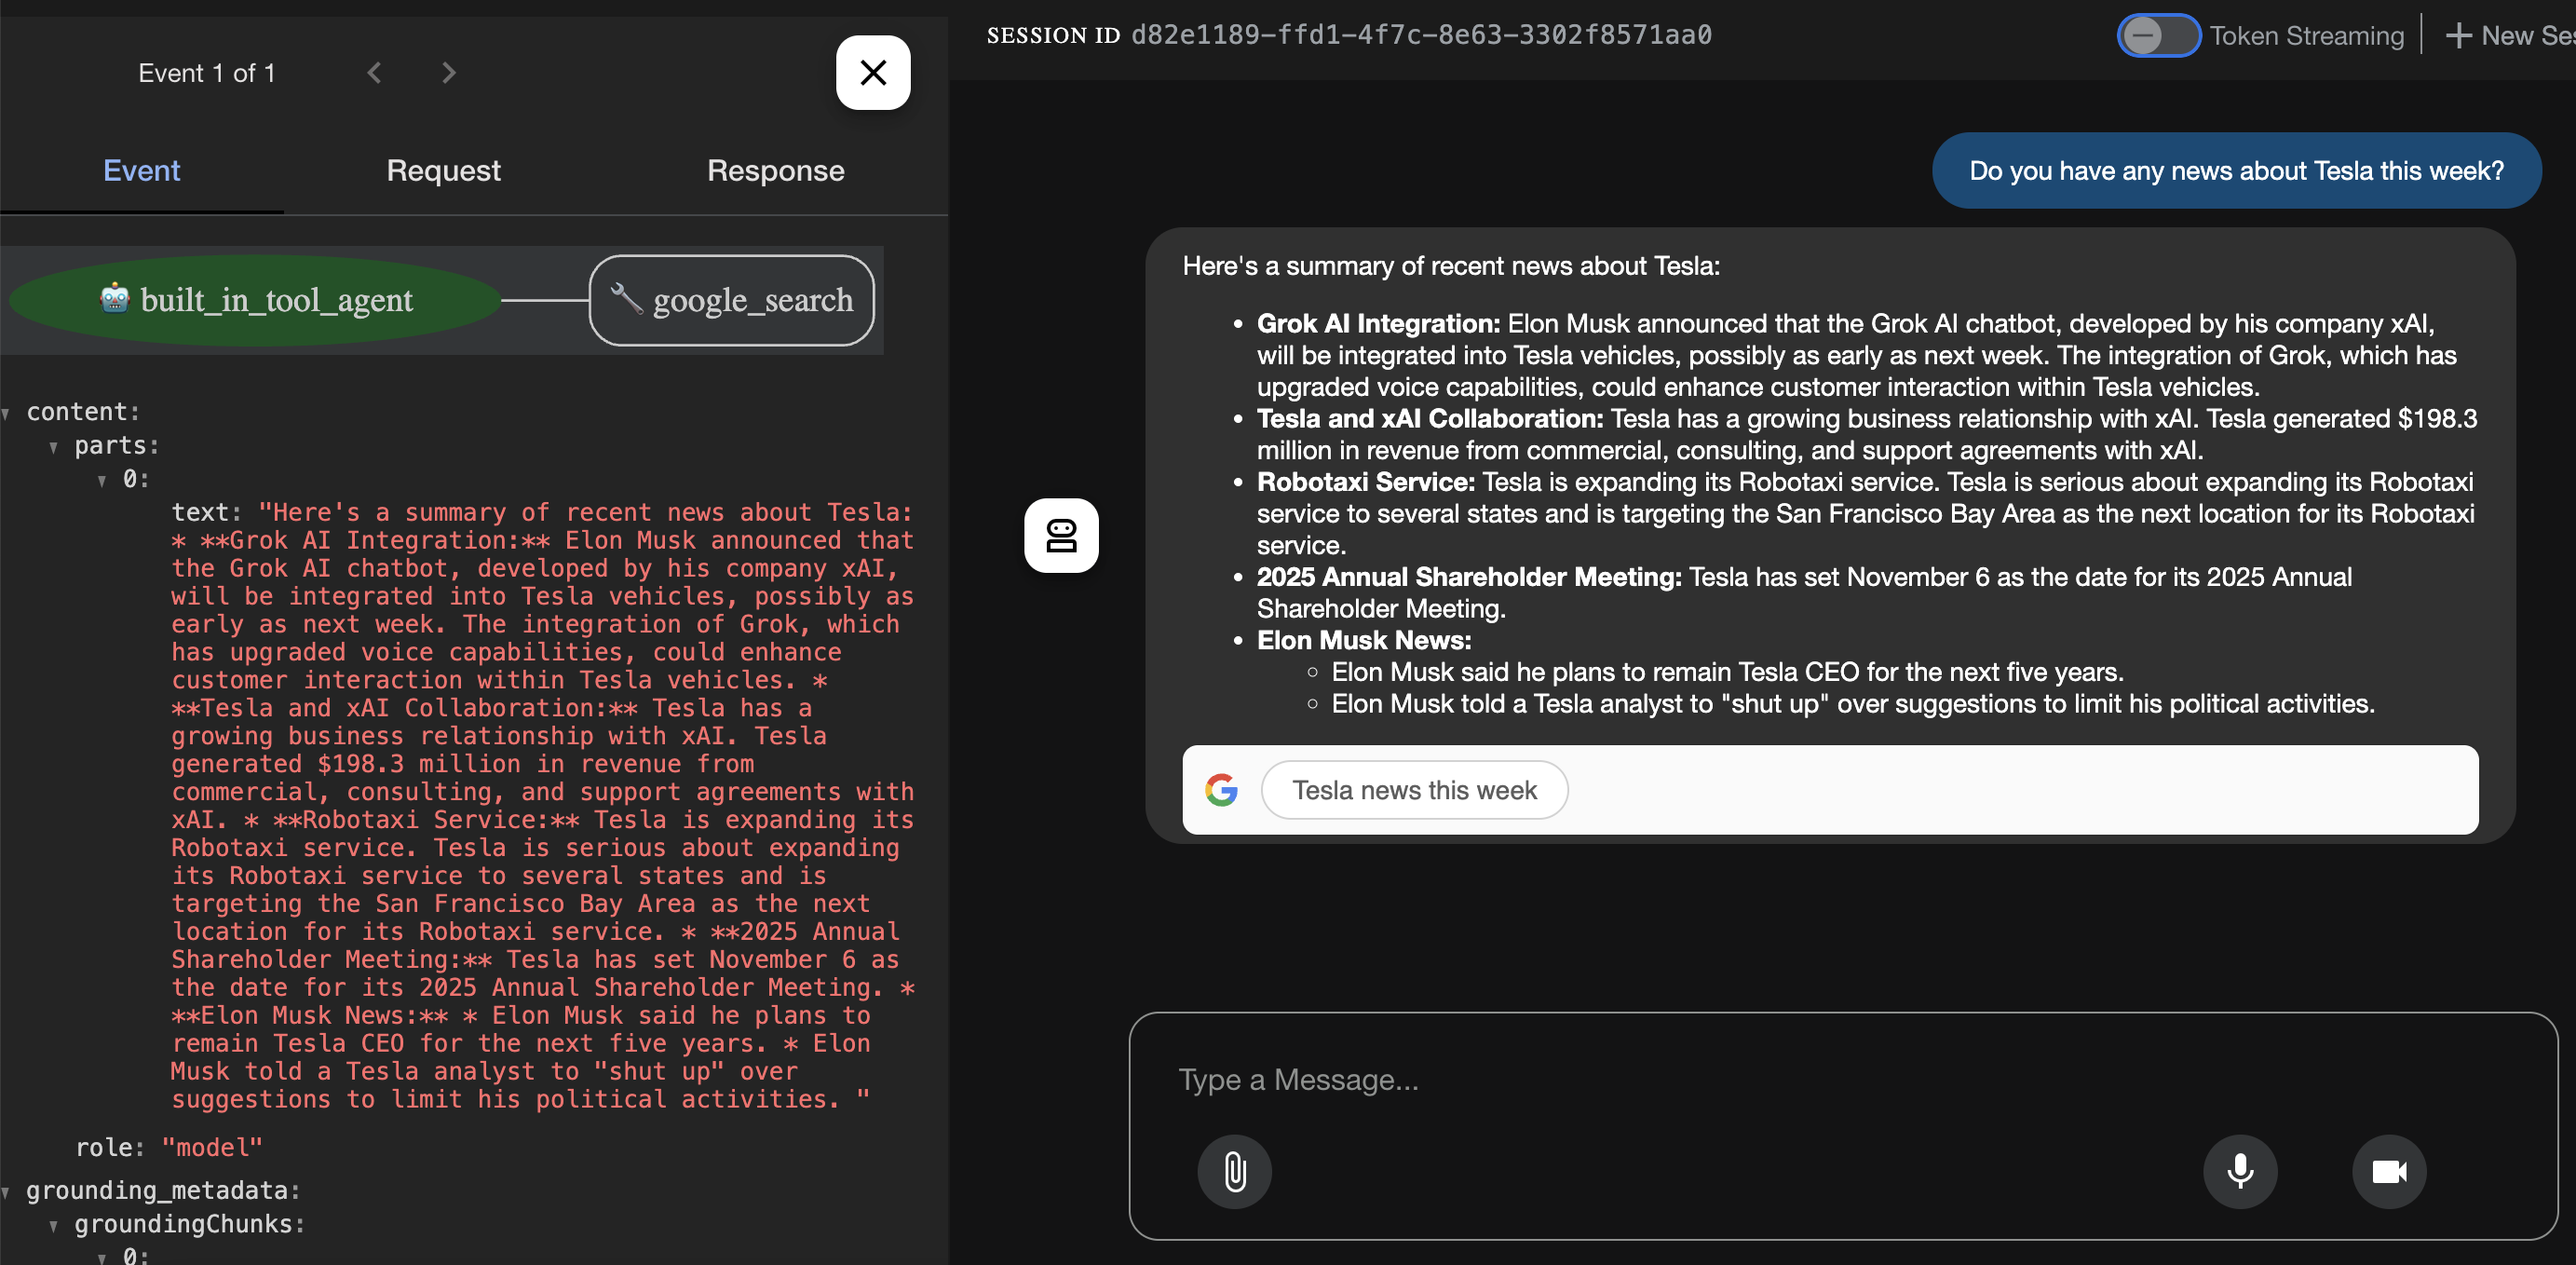 Event 1 of 1
Event
Request
Response
🤖 built_in_tool_agent
🔧 google_search
content:
parts:
0:
text: "Here's a summary of recent news about Tesla:
* **Grok AI Integration:** Elon Musk announced that
the Grok AI chatbot, developed by his company xAI,
will be integrated into Tesla vehicles, possibly as
early as next week. The integration of Grok, which
has upgraded voice capabilities, could enhance
customer interaction within Tesla vehicles. *
**Tesla and xAI Collaboration:** Tesla has a
growing business relationship with xAI. Tesla
generated $198.3 million in revenue from
commercial, consulting, and support agreements with
xAI. * **Robotaxi Service:** Tesla is expanding its
Robotaxi service. Tesla is serious about expanding
its Robotaxi service to several states and is
targeting the San Francisco Bay Area as the next
location for its Robotaxi service. * **2025 Annual
Shareholder Meeting:** Tesla has set November 6 as
the date for its 2025 Annual Shareholder Meeting. *
**Elon Musk News:** * Elon Musk said he plans to
remain Tesla CEO for the next five years. * Elon
Musk told a Tesla analyst to "shut up" over
suggestions to limit his political activities. "
role: "model"
grounding_metadata:
groundingChunks:
0:
SESSION ID d82e1189-ffd1-4f7c-8e63-3302f8571aa0
Token Streaming
+ New Ses
Do you have any news about Tesla this week?
Here's a summary of recent news about Tesla:
• Grok AI Integration: Elon Musk announced that the Grok AI chatbot, developed by his company xAI,
will be integrated into Tesla vehicles, possibly as early as next week. The integration of Grok, which has
upgraded voice capabilities, could enhance customer interaction within Tesla vehicles.
• Tesla and xAI Collaboration: Tesla has a growing business relationship with xAI. Tesla generated $198.3
million in revenue from commercial, consulting, and support agreements with xAI.
• Robotaxi Service: Tesla is expanding its Robotaxi service. Tesla is serious about expanding its Robotaxi
service to several states and is targeting the San Francisco Bay Area as the next location for its Robotaxi
service.
• 2025 Annual Shareholder Meeting: Tesla has set November 6 as the date for its 2025 Annual
Shareholder Meeting.
• Elon Musk News:
◦ Elon Musk said he plans to remain Tesla CEO for the next five years.
◦ Elon Musk told a Tesla analyst to "shut up" over suggestions to limit his political activities.
Tesla news this week
Type a Message...